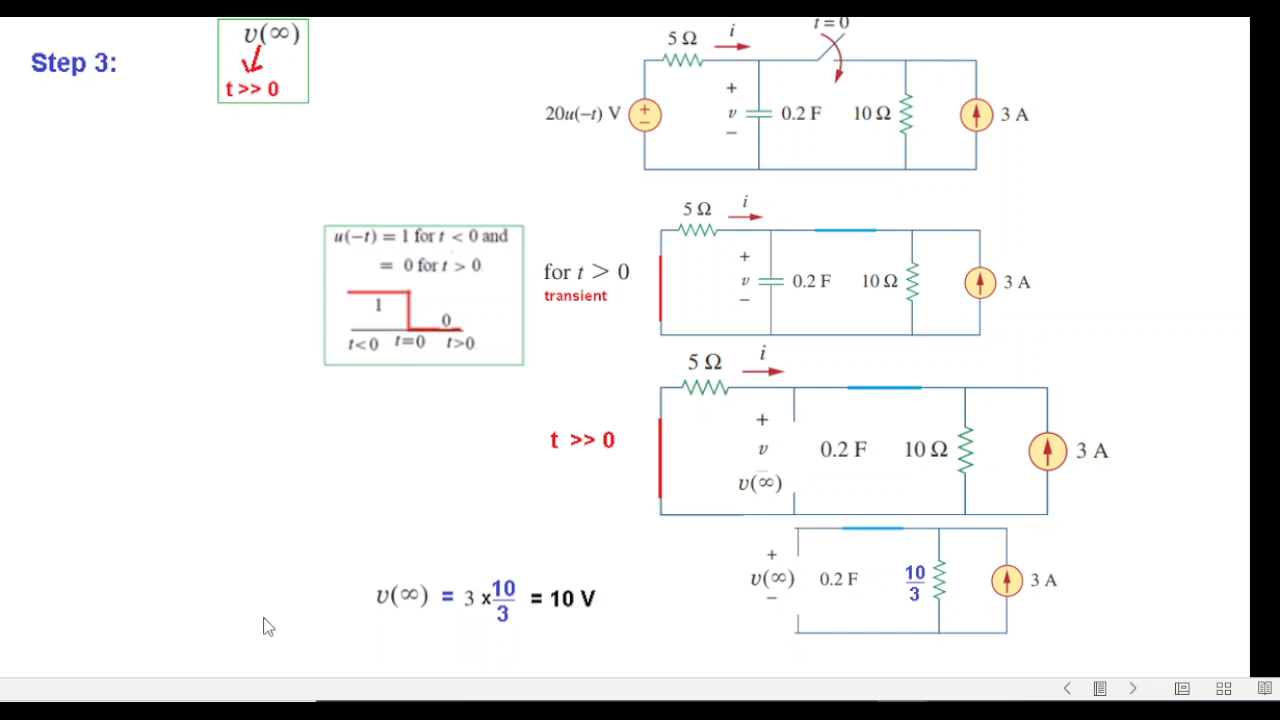 Step 3:
v(∞)
t >> 0
t = 0
5 Ω
i
20u(−t) V
+
−
+
v
−
0.2 F
10 Ω
3 A
u(−t) = 1 for t < 0 and
= 0 for t > 0
1
0
t<0 t=0 t>0
for t > 0
transient
5 Ω
i
+
v
−
0.2 F
10 Ω
3 A
t >> 0
5 Ω
i
+
v
v(∞)
0.2 F
10 Ω
3 A
+
v(∞)
−
0.2 F
10
3
3 A
v(∞) = 3 x 10/3 = 10 V